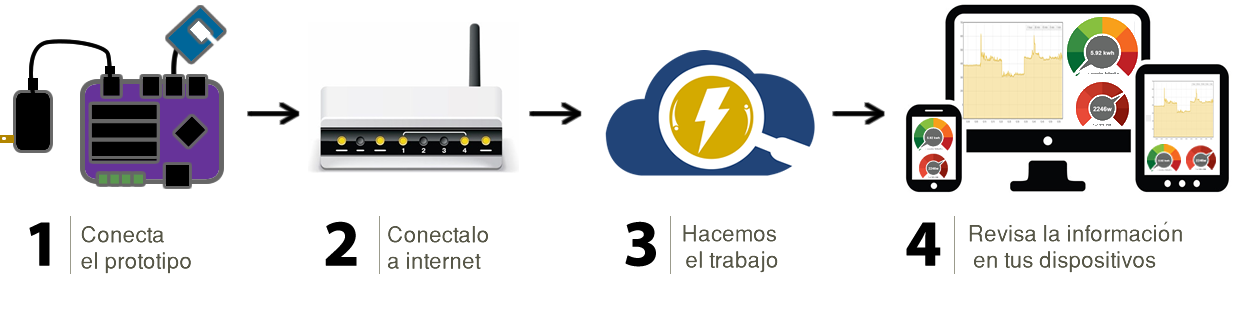 5.92 kwh
2246w
1 2 3 4
1
Conecta
el prototipo
2
Conectalo
a internet
3
Hacemos
el trabajo
4
Revisa la información
en tus dispositivos